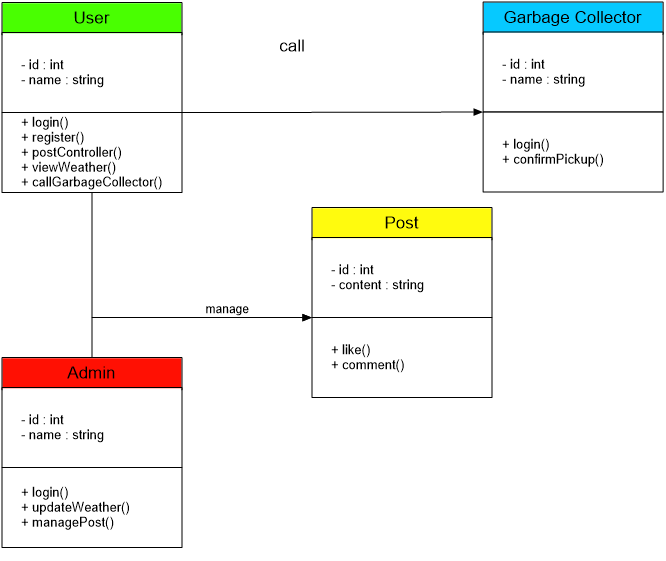 User
- id : int
- name : string
+ login()
+ register()
+ postController()
+ viewWeather()
+ callGarbageCollector()
call
Garbage Collector
- id : int
- name : string
+ login()
+ confirmPickup()
manage
Post
- id : int
- content : string
+ like()
+ comment()
Admin
- id : int
- name : string
+ login()
+ updateWeather()
+ managePost()